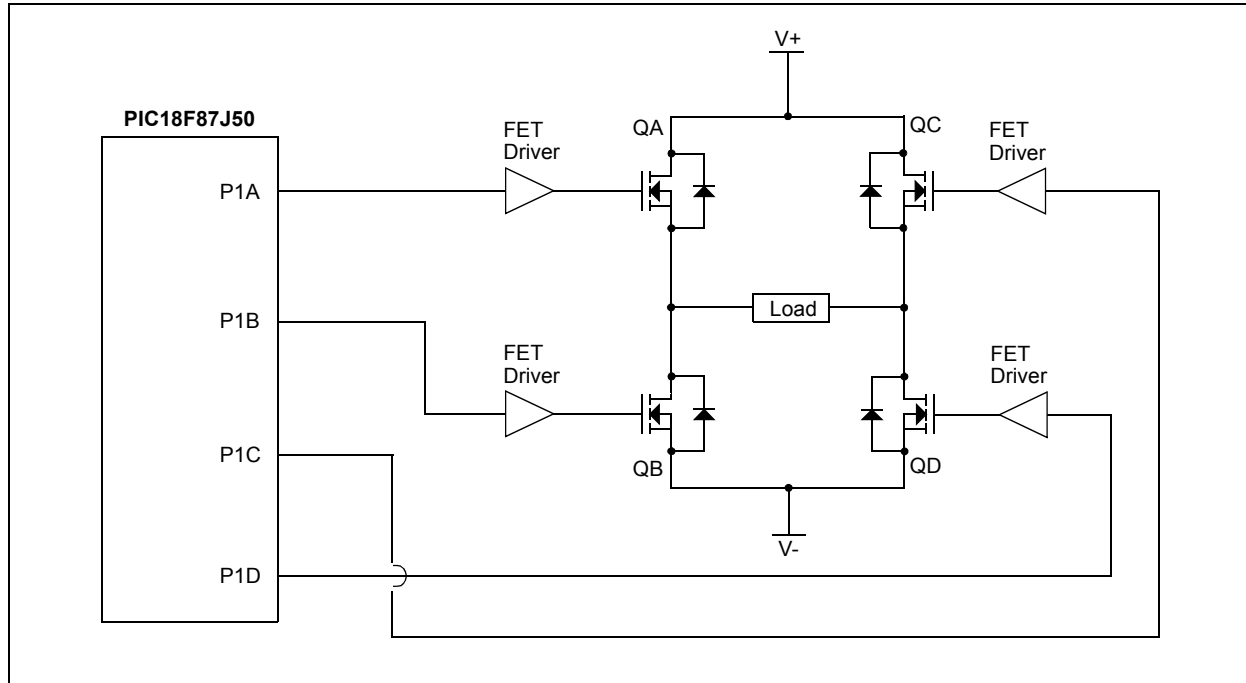 V+
PIC18F87J50
QA
FET
Driver
QC
FET
Driver
P1A
Load
P1B
FET
Driver
FET
Driver
P1C
QB
QD
V-
P1D